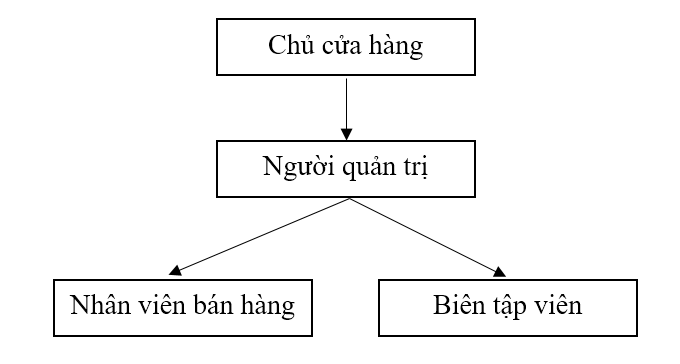 Chủ cửa hàng
Người quản trị
Nhân viên bán hàng
Biên tập viên